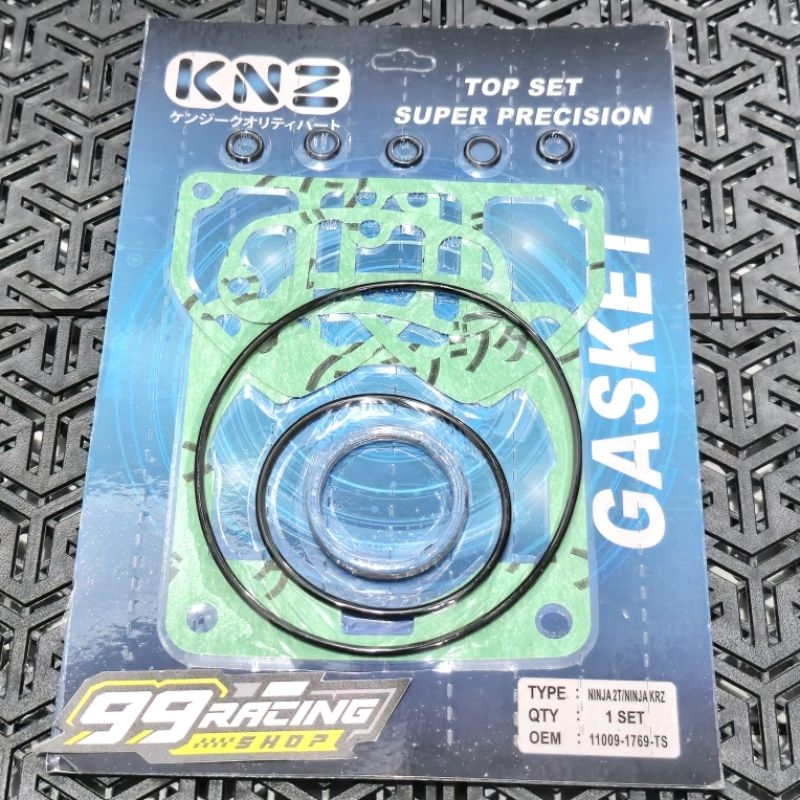 KNZ
ケンジークオリティパート
TOP SET
SUPER PRECISION
GASKET
TYPE : NINJA 2T/NINJA KRZ
QTY : 1 SET
OEM : 11009-1769-TS
99 RACING
SHOP